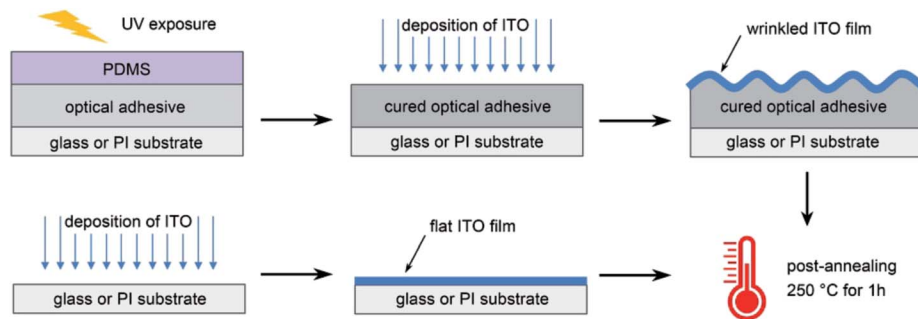 UV exposure
PDMS
optical adhesive
glass or PI substrate
deposition of ITO
cured optical adhesive
glass or PI substrate
wrinkled ITO film
cured optical adhesive
glass or PI substrate
deposition of ITO
glass or PI substrate
flat ITO film
glass or PI substrate
post-annealing
250 °C for 1h